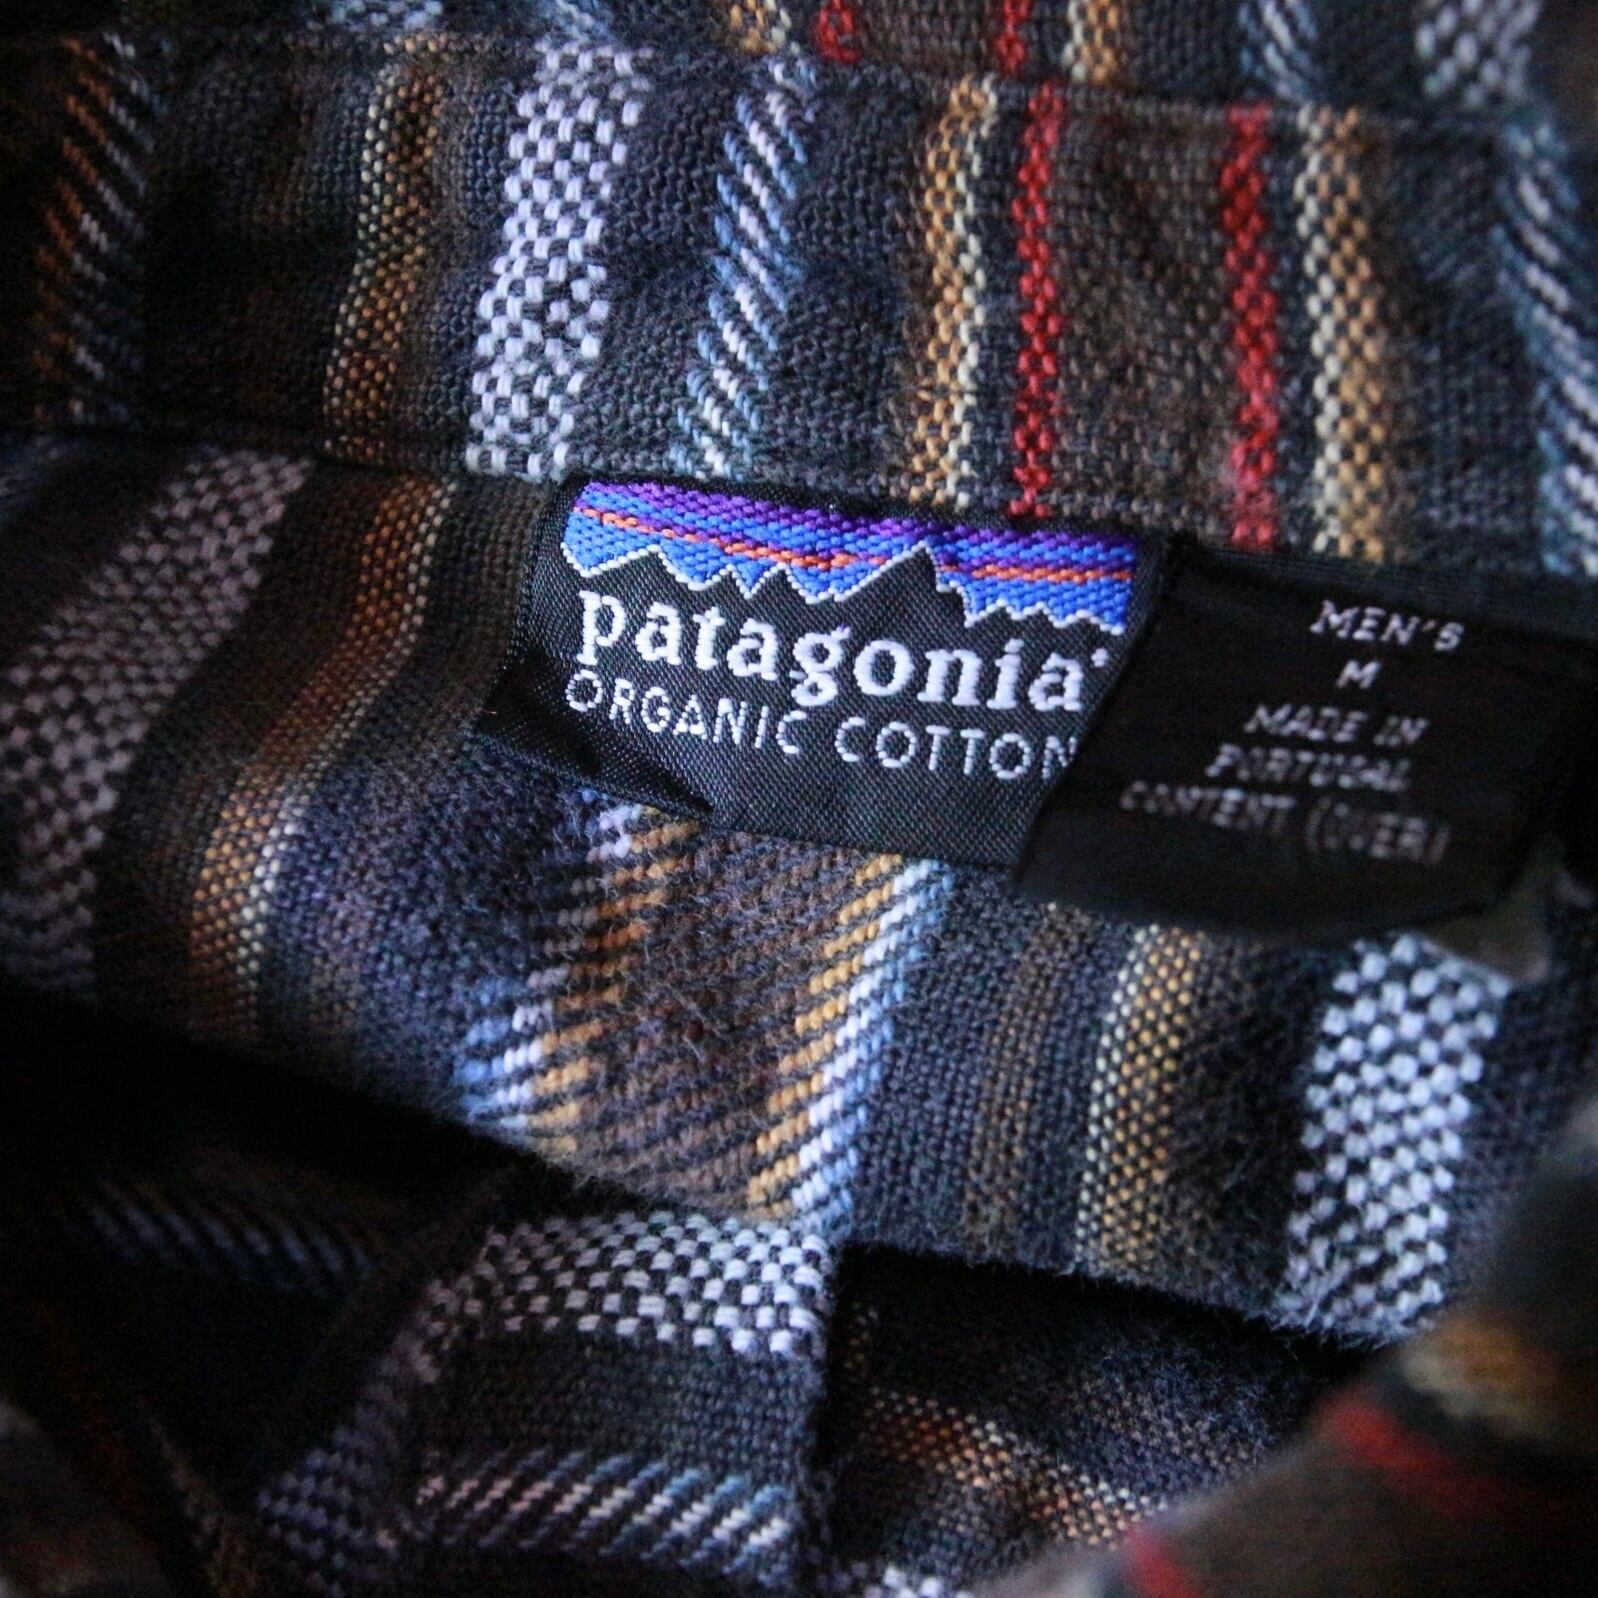 patagonia®
ORGANIC COTTON
MEN'S
M
MADE IN
PORTUGAL
CONTENT (OVER)